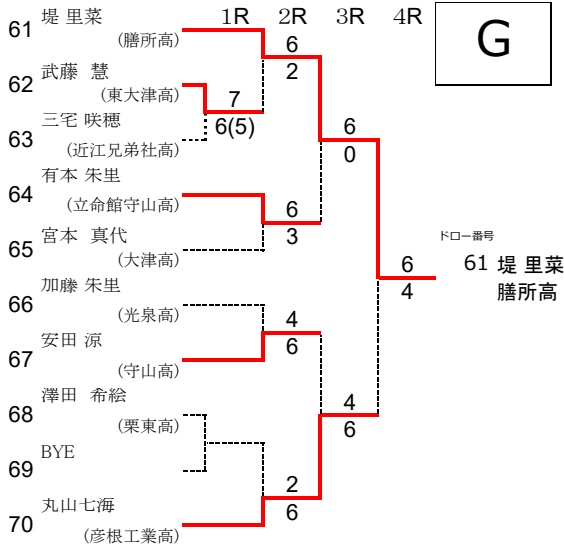 1R 2R 3R 4R
G
61 堤 里菜
(膳所高)
6
2
62 武藤 慧
(東大津高)
7
6(5)
63 三宅 咲穂
(近江兄弟社高)
6
0
64 有本 朱里
(立命館守山高)
6
3
65 宮本 真代
(大津高)
ドロー番号
61 堤 里菜
膳所高
6
4
66 加藤 朱里
(光泉高)
4
6
67 安田 涼
(守山高)
68 澤田 希絵
(栗東高)
4
6
69 BYE
2
6
70 丸山七海
(彦根工業高)